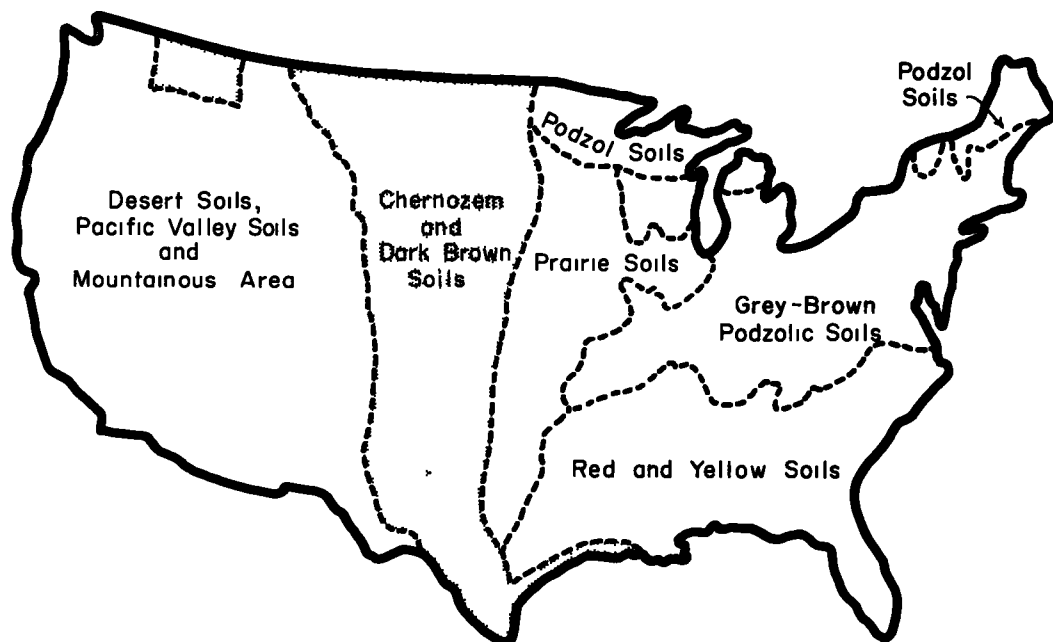 Podzol
Soils
Podzol Soils
Desert Soils,
Pacific Valley Soils
and
Mountainous Area
Chernozem
and
Dark Brown
Soils
Prairie Soils
Grey-Brown
Podzolic Soils
Red and Yellow Soils